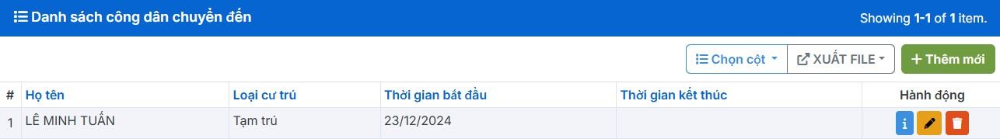 Danh sách công dân chuyển đến
Showing 1-1 of 1 item.
Chọn cột XUẤT FILE Thêm mới
# Họ tên Loại cư trú Thời gian bắt đầu Thời gian kết thúc Hành động
1 LÊ MINH TUẤN Tạm trú 23/12/2024